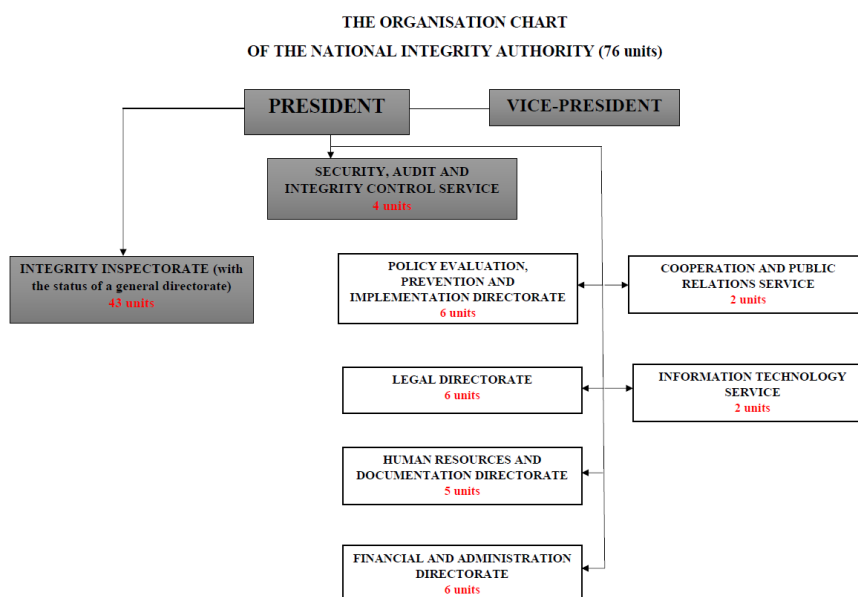 THE ORGANISATION CHART
OF THE NATIONAL INTEGRITY AUTHORITY (76 units)
PRESIDENT
VICE-PRESIDENT
SECURITY, AUDIT AND
INTEGRITY CONTROL SERVICE
4 units
INTEGRITY INSPECTORATE (with
the status of a general directorate)
43 units
POLICY EVALUATION,
PREVENTION AND
IMPLEMENTATION DIRECTORATE
6 units
COOPERATION AND PUBLIC
RELATIONS SERVICE
2 units
LEGAL DIRECTORATE
6 units
INFORMATION TECHNOLOGY
SERVICE
2 units
HUMAN RESOURCES AND
DOCUMENTATION DIRECTORATE
5 units
FINANCIAL AND ADMINISTRATION
DIRECTORATE
6 units